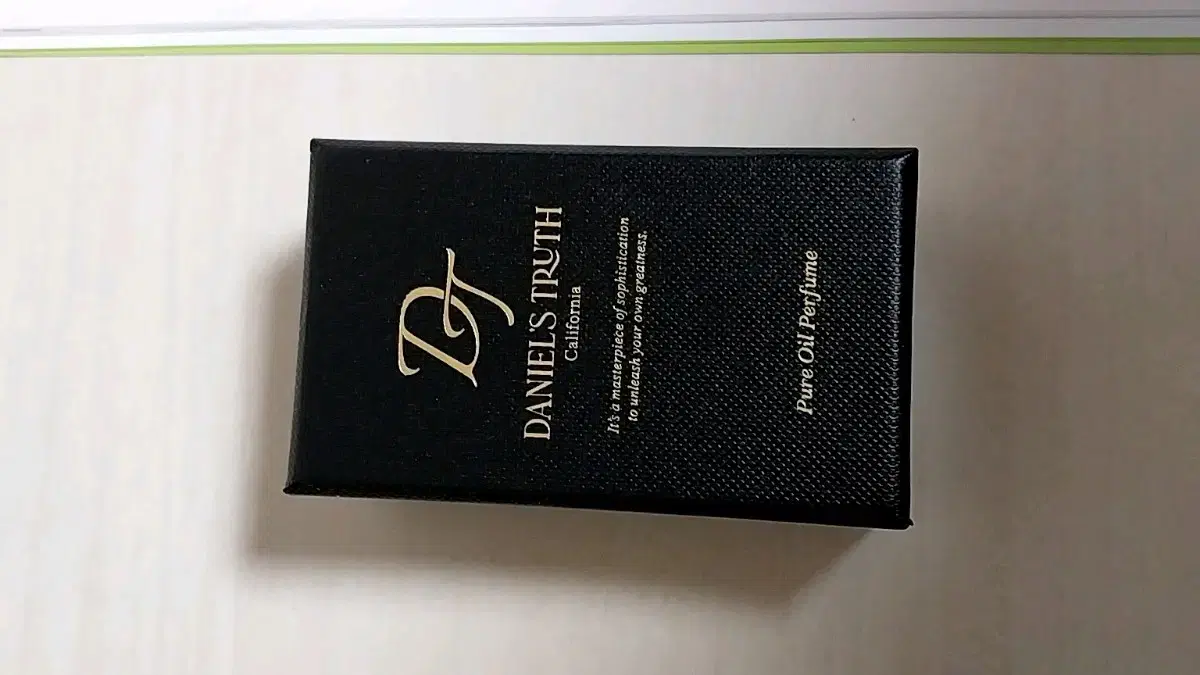 DT
DANIEL'S TRUTH
California
It's a masterpiece of sophistication
to unleash your own greatness.
Pure Oil Perfume